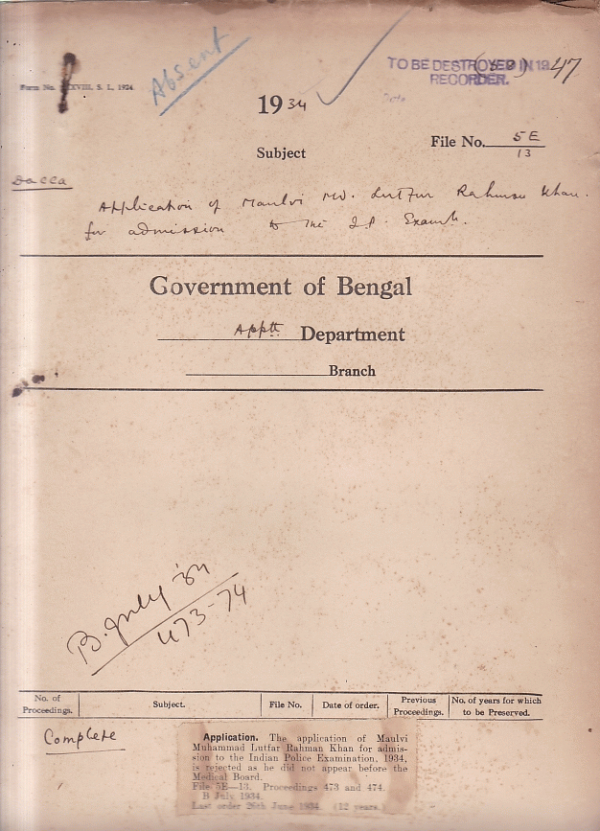 Absent
TO BE DESTROYED IN 1947
RECORDER.
Form No. XXVIII, S. I., 1934.
1934
File No. 5E/13
Subject
Dacca
Application of Maulvi Md. Lutfur Rahman Khan.
for admission to the I.P. Examn.
Government of Bengal
Apptt Department
Branch
B. July '34
473-74
No. of Proceedings.
Subject.
File No.
Date of order.
Previous Proceedings.
No. of years for which to be Preserved.
Complete
Application. The application of Maulvi
Muhammad Lutfar Rahman Khan for admis-
sion to the Indian Police Examination, 1934,
is rejected as he did not appear before the
Medical Board.
File 5E—13. Proceedings 473 and 474.
B July 1934.
Last order 26th June 1934. (12 years.)